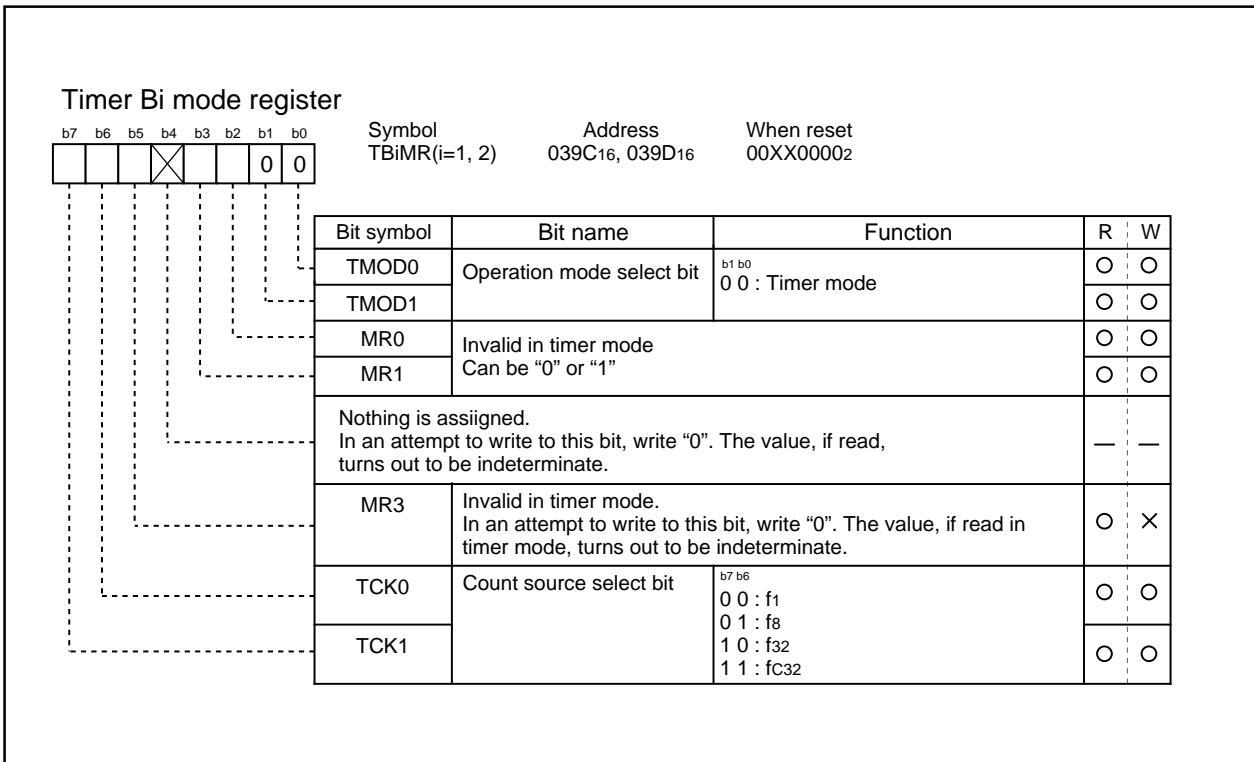 Timer Bi mode register
b7 b6 b5 b4 b3 b2 b1 b0
0 0
Symbol Address When reset
TBiMR(i=1, 2) 039C16, 039D16 00XX00002
Bit symbol Bit name Function R W
TMOD0 Operation mode select bit b1 b0
0 0 : Timer mode
TMOD1
MR0 Invalid in timer mode
Can be “0” or “1”
MR1
Nothing is assiigned.
In an attempt to write to this bit, write “0”. The value, if read,
turns out to be indeterminate.
MR3 Invalid in timer mode.
In an attempt to write to this bit, write “0”. The value, if read in
timer mode, turns out to be indeterminate.
TCK0 Count source select bit b7 b6
0 0 : f1
0 1 : f8
TCK1 1 0 : f32
1 1 : fC32